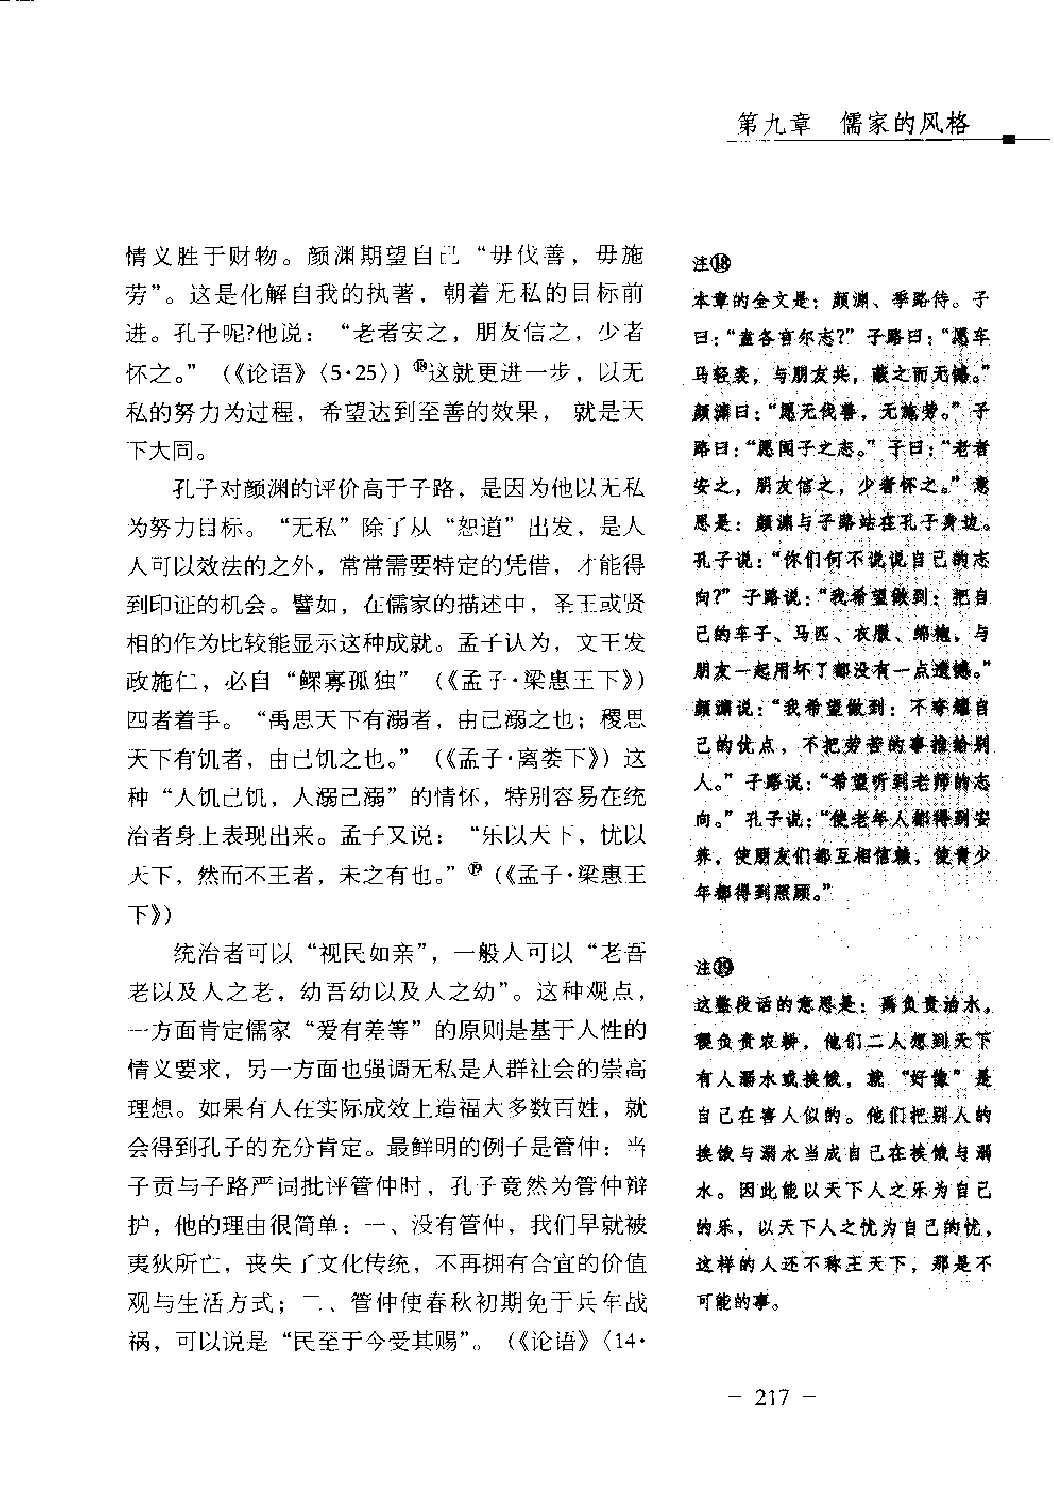 第九章　儒家的风格
情义胜于财物。颜渊期望自己“毋伐善，毋施
劳”。这是化解自我的执著，朝着无私的目标前
进。孔子呢?他说：“老者安之，朋友信之，少者
怀之。”（《论语》〈5·25〉）⑱这就更进一步，以无
私的努力为过程，希望达到至善的效果， 就是天
下大同。
孔子对颜渊的评价高于子路，是因为他以无私
为努力目标。“无私”除了从“恕道”出发，是人
人可以效法的之外，常常需要特定的凭借，才能得
到印证的机会。譬如，在儒家的描述中，圣王或贤
相的作为比较能显示这种成就。孟子认为，文王发
政施仁，必自“鳏寡孤独”（《孟子·梁惠王下》）
四者着手。“禹思天下有溺者，由己溺之也；稷思
天下有饥者，由己饥之也。”（《孟子·离娄下》）这
种“人饥己饥，人溺己溺”的情怀，特别容易在统
治者身上表现出来。孟子又说：“乐以天下，忧以
天下，然而不王者，未之有也。”⑲（《孟子·梁惠王
下》）
统治者可以“视民如亲”，一般人可以“老吾
老以及人之老，幼吾幼以及人之幼”。这种观点，
一方面肯定儒家“爱有差等”的原则是基于人性的
情义要求，另一方面也强调无私是人群社会的崇高
理想。如果有人在实际成效上造福大多数百姓，就
会得到孔子的充分肯定。最鲜明的例子是管仲：当
子贡与子路严词批评管仲时，孔子竟然为管仲辩
护，他的理由很简单：一、没有管仲，我们早就被
夷狄所亡，丧失了文化传统，不再拥有合宜的价值
观与生活方式；二、管仲使春秋初期免于兵车战
祸，可以说是“民至于今受其赐”。（《论语》〈14·
注⑱
本章的全文是：颜渊、季路侍。子
曰：“盍各言尔志?”子路曰：“愿车
马轻裘，与朋友共，蔽之而无憾。”
颜渊曰：“愿无伐善，无施劳。”子
路曰：“愿闻子之志。”子曰：“老者
安之，朋友信之，少者怀之。”意
思是：颜渊与子路站在孔子身边。
孔子说：“你们何不说说自己的志
向?”子路说：“我希望做到：把自
己的车子、马匹、衣服、绵袍，与
朋友一起用坏了都没有一点遗憾。”
颜渊说：“我希望做到：不夸耀自
己的优点，不把劳苦的事推给别
人。”子路说：“希望听到老师的志
向。”孔子说：“使老年人都得到安
养，使朋友们都互相信赖，使青少
年都得到照顾。”
注⑲
这整段话的意思是：禹负责治水，
稷负责农耕，他们二人想到天下
有人溺水或挨饿，就“好像”是
自己在害人似的。他们把别人的
挨饿与溺水当成自己在挨饿与溺
水。因此能以天下人之乐为自己
的乐，以天下人之忧为自己的忧，
这样的人还不称王天下，那是不
可能的事。
－ 217 －